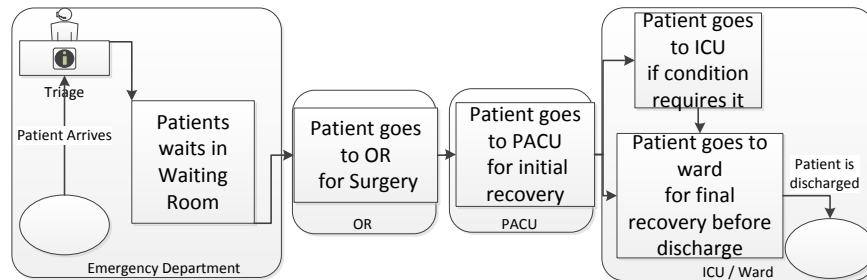 Triage
Patient Arrives
Patients
waits in
Waiting
Room
Emergency Department
Patient goes
to OR
for Surgery
OR
Patient goes
to PACU
for initial
recovery
PACU
Patient goes
to ICU
if condition
requires it
Patient goes to
ward
for final
recovery before
discharge
Patient is
discharged
ICU / Ward